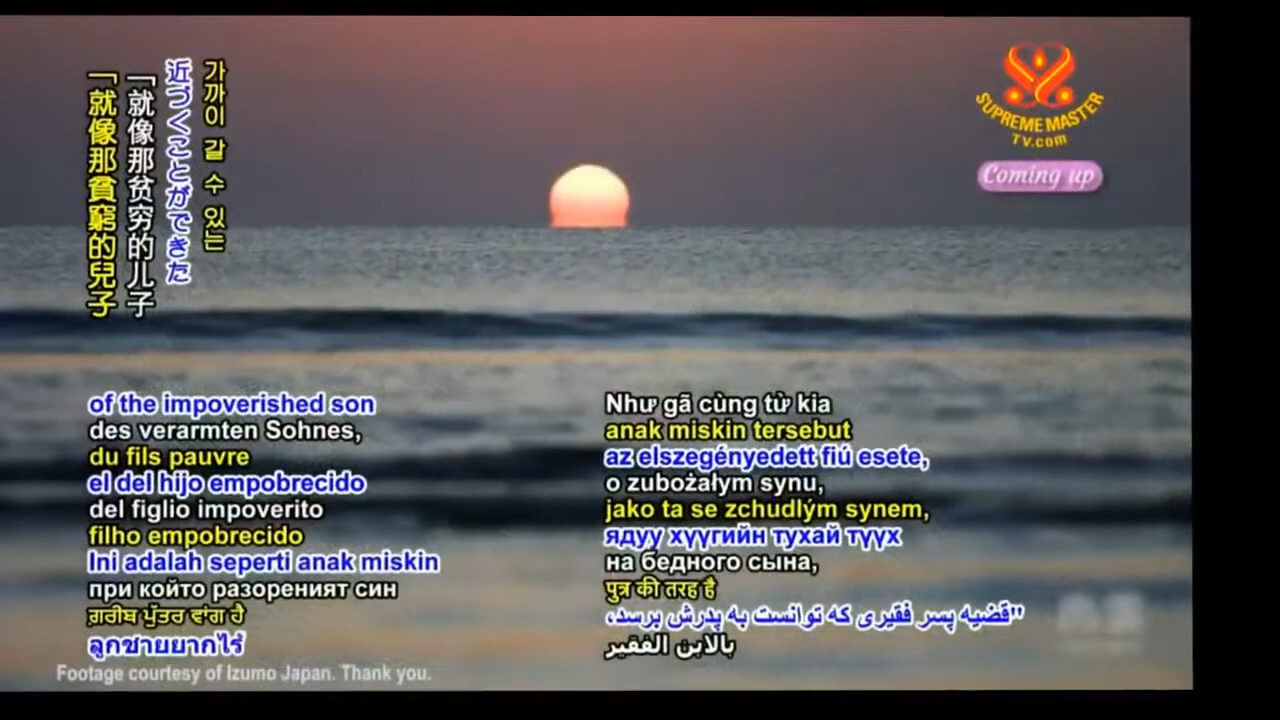 가까이 갈 수 있는
近づくことができた
「就像那贫穷的儿子
「就像那貧窮的兒子
SUPREME MASTER
TV.com
Coming up
of the impoverished son
des verarmten Sohnes,
du fils pauvre
el del hijo empobrecido
del figlio impoverito
filho empobrecido
Ini adalah seperti anak miskin
при който разореният син
ਗਰੀਬ ਪੁੱਤਰ ਵਾਂਗ ਹੈ
ลูกชายยากไร้
Như gã cùng tử kia
anak miskin tersebut
az elszegényedett fiú esete,
o zubożałym synu,
jako ta se zchudlým synem,
ядуу хүүгийн тухай түүх
на бедного сына,
पुत्र की तरह है
"قضیه پسر فقیری که توانست به پدرش برسد،
بالابن الفقير
Footage courtesy of Izumo Japan. Thank you.